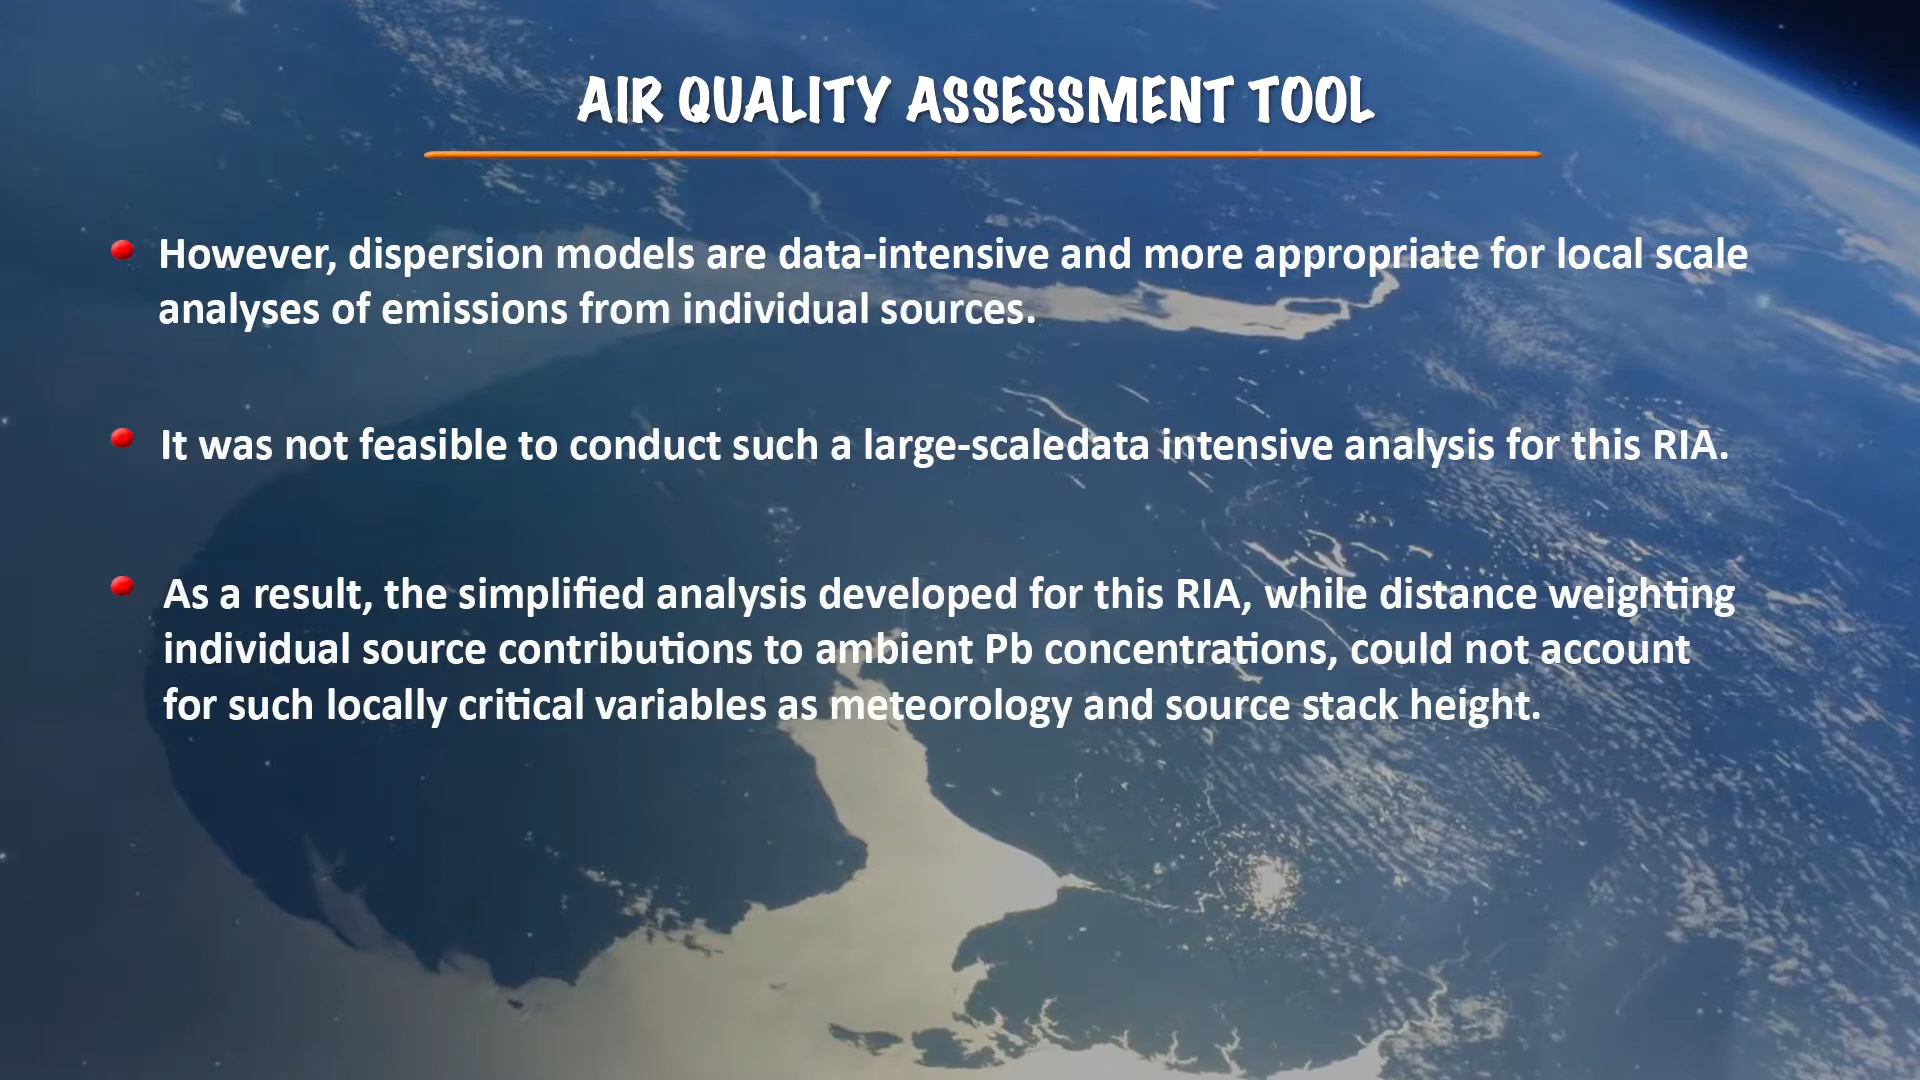 AIR QUALITY ASSESSMENT TOOL
However, dispersion models are data-intensive and more appropriate for local scale
analyses of emissions from individual sources.
It was not feasible to conduct such a large-scaledata intensive analysis for this RIA.
As a result, the simplified analysis developed for this RIA, while distance weighting
individual source contributions to ambient Pb concentrations, could not account
for such locally critical variables as meteorology and source stack height.